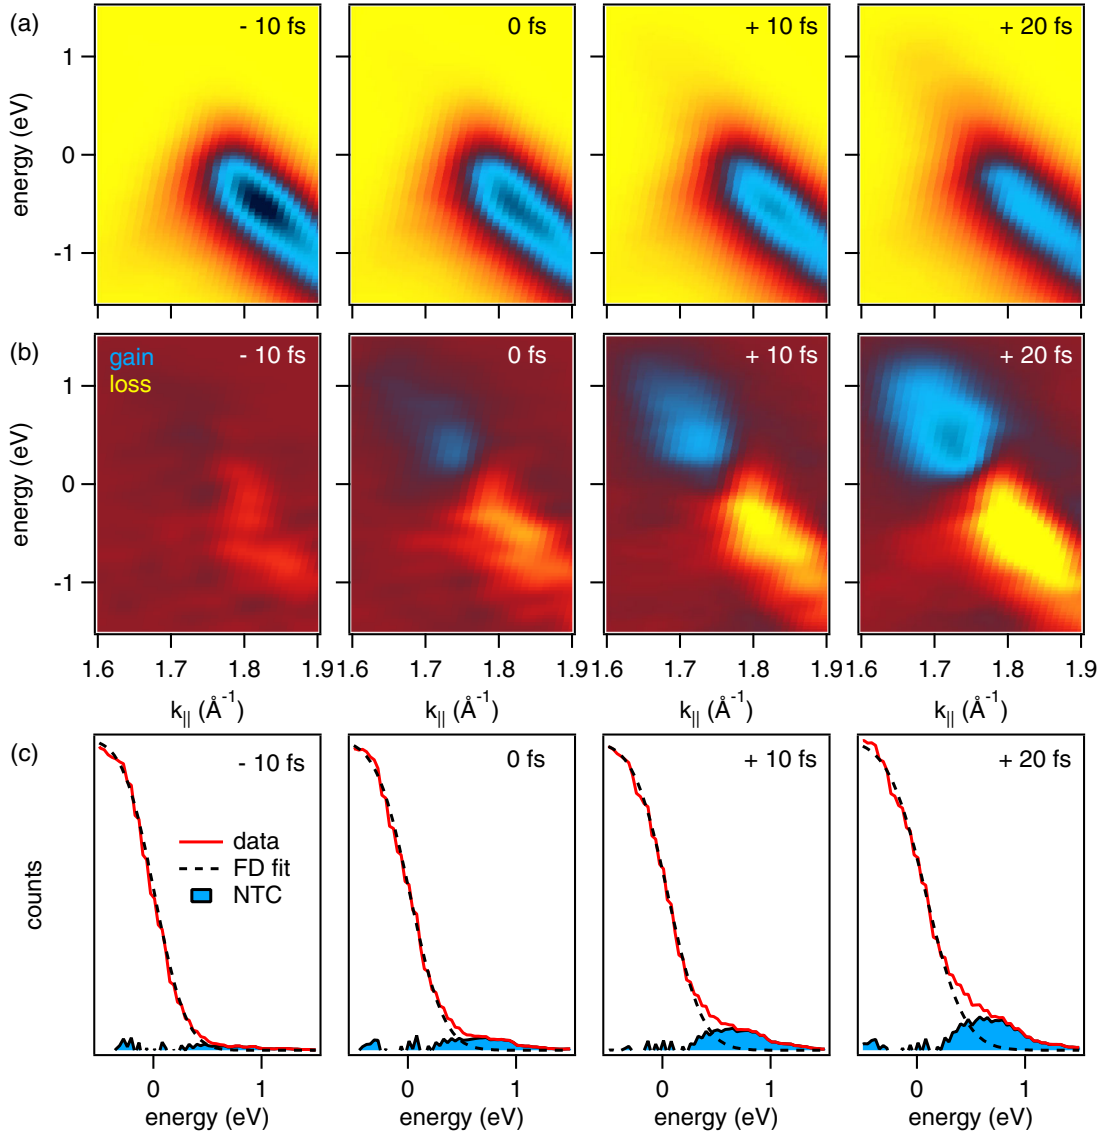 (a)
- 10 fs
0 fs
+ 10 fs
+ 20 fs
energy (eV)
1
0
-1
(b)
gain
loss
- 10 fs
0 fs
+ 10 fs
+ 20 fs
energy (eV)
1
0
-1
1.6 1.7 1.8 1.9
1.6 1.7 1.8 1.9
1.6 1.7 1.8 1.9
1.6 1.7 1.8 1.9
k|| (Å-1)
k|| (Å-1)
k|| (Å-1)
k|| (Å-1)
(c)
- 10 fs
0 fs
+ 10 fs
+ 20 fs
data
FD fit
NTC
counts
0 1
0 1
0 1
0 1
energy (eV)
energy (eV)
energy (eV)
energy (eV)